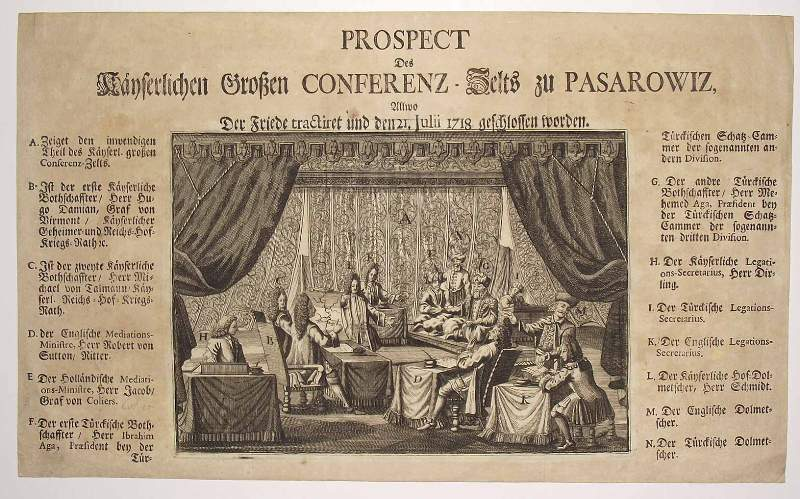 PROSPECT
Des
Käyserlichen Großen CONFERENZ-Zelts zu PASAROWIZ,
Allwo
Der Friede tractiret und den 21. Julii 1718 geschlossen worden.
A. Zeiget den inwendigen
Theil des Käyserl. großen
Conferenz-Zelts.
B. Ist der erste Käyserliche
Bothschaffter / Herr Hu-
go Damian, Graf von
Virmont / Käyserlicher
Geheimer und Reichs-Hof-
Kriegs-Rath ꝛc.
C. Ist der zweyte Käyserliche
Bothschaffter / Herr Mi-
chael von Talmann Käy-
serl. Reichs-Hof-Kriegs-
Rath.
D. der Englische Mediations-
Ministre, Herr Robert von
Sutton, Ritter.
E Der Holländische Mediati-
ons-Ministre, Herr Jacob /
Graf von Coliers.
F. Der erste Türckische Both-
schaffter / Herr Ibrahim
Aga, Præsident bey der
Tür-
Türckischen Schatz-Cam-
mer der sogenannten an-
dern Division.
G. Der andre Türckische
Bothschaffter / Herr Me-
hemed Aga, Præsident bey
der Türckischen Schatz-
Cammer der sogenann-
ten dritten Division.
H. Der Käyserliche Legati-
ons-Secretarius, Herr Dir-
ling.
I. Der Türckische Legations-
Secretarius.
K. Der Englische Legations-
Secretarius.
L. Der Käyserliche Hof-Dol-
metscher, Herr Schmidt.
M. Der Englische Dolmet-
scher.
N. Der Türckische Dolmet-
scher.
A
N
G
H
B
D
M
K